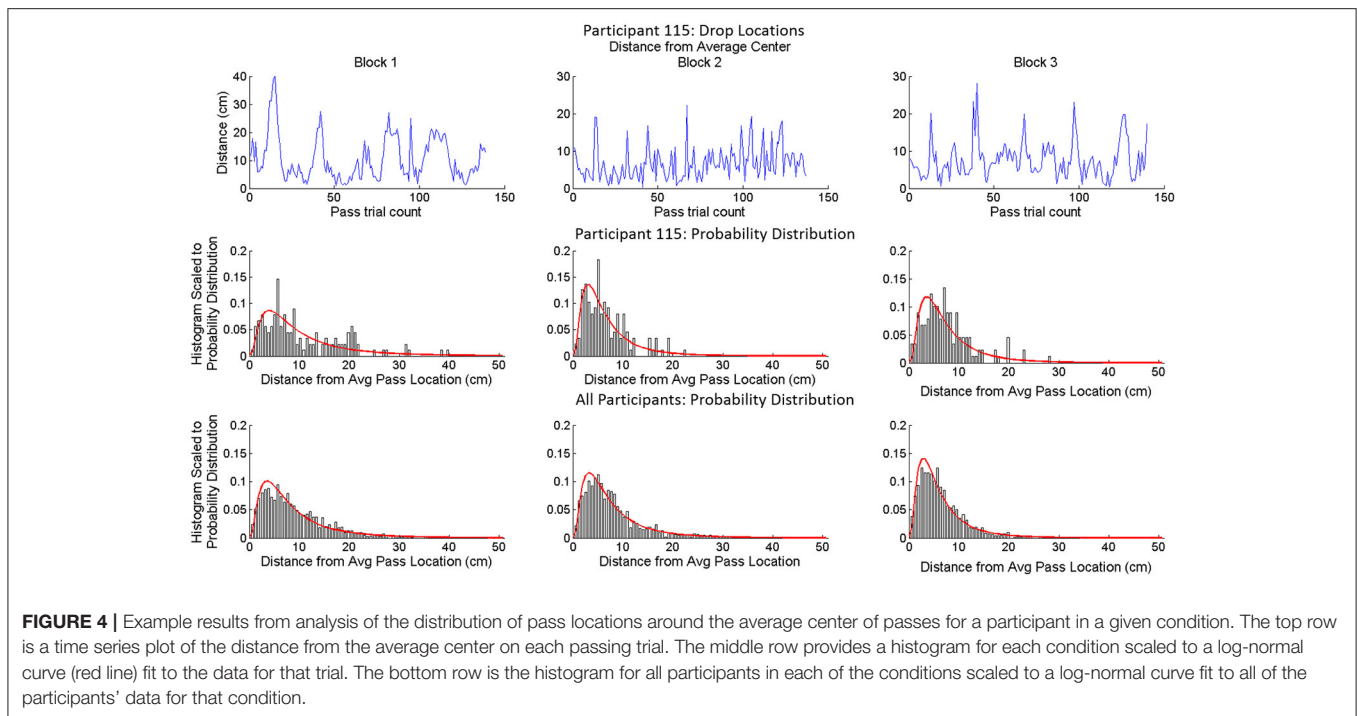 Participant 115: Drop Locations
Distance from Average Center
Block 1
Block 2
Block 3
Distance (cm)
40
30
20
10
0
0 50 100 150
Pass trial count
30
20
10
0
0 50 100 150
Pass trial count
30
20
10
0
0 50 100 150
Pass trial count
Participant 115: Probability Distribution
Histogram Scaled to
Probability Distribution
0.2
0.15
0.1
0.05
0
0 10 20 30 40 50
Distance from Avg Pass Location (cm)
0.2
0.15
0.1
0.05
0
0 10 20 30 40 50
Distance from Avg Pass Location (cm)
0.2
0.15
0.1
0.05
0
0 10 20 30 40 50
Distance from Avg Pass Location (cm)
All Participants: Probability Distribution
Histogram Scaled to
Probability Distribution
0.2
0.15
0.1
0.05
0
0 10 20 30 40 50
Distance from Avg Pass Location (cm)
0.2
0.15
0.1
0.05
0
0 10 20 30 40 50
Distance from Avg Pass Location
0.2
0.15
0.1
0.05
0
0 10 20 30 40 50
Distance from Avg Pass Location (cm)
FIGURE 4 | Example results from analysis of the distribution of pass locations around the average center of passes for a participant in a given condition. The top row
is a time series plot of the distance from the average center on each passing trial. The middle row provides a histogram for each condition scaled to a log-normal
curve (red line) fit to the data for that trial. The bottom row is the histogram for all participants in each of the conditions scaled to a log-normal curve fit to all of the
participants' data for that condition.